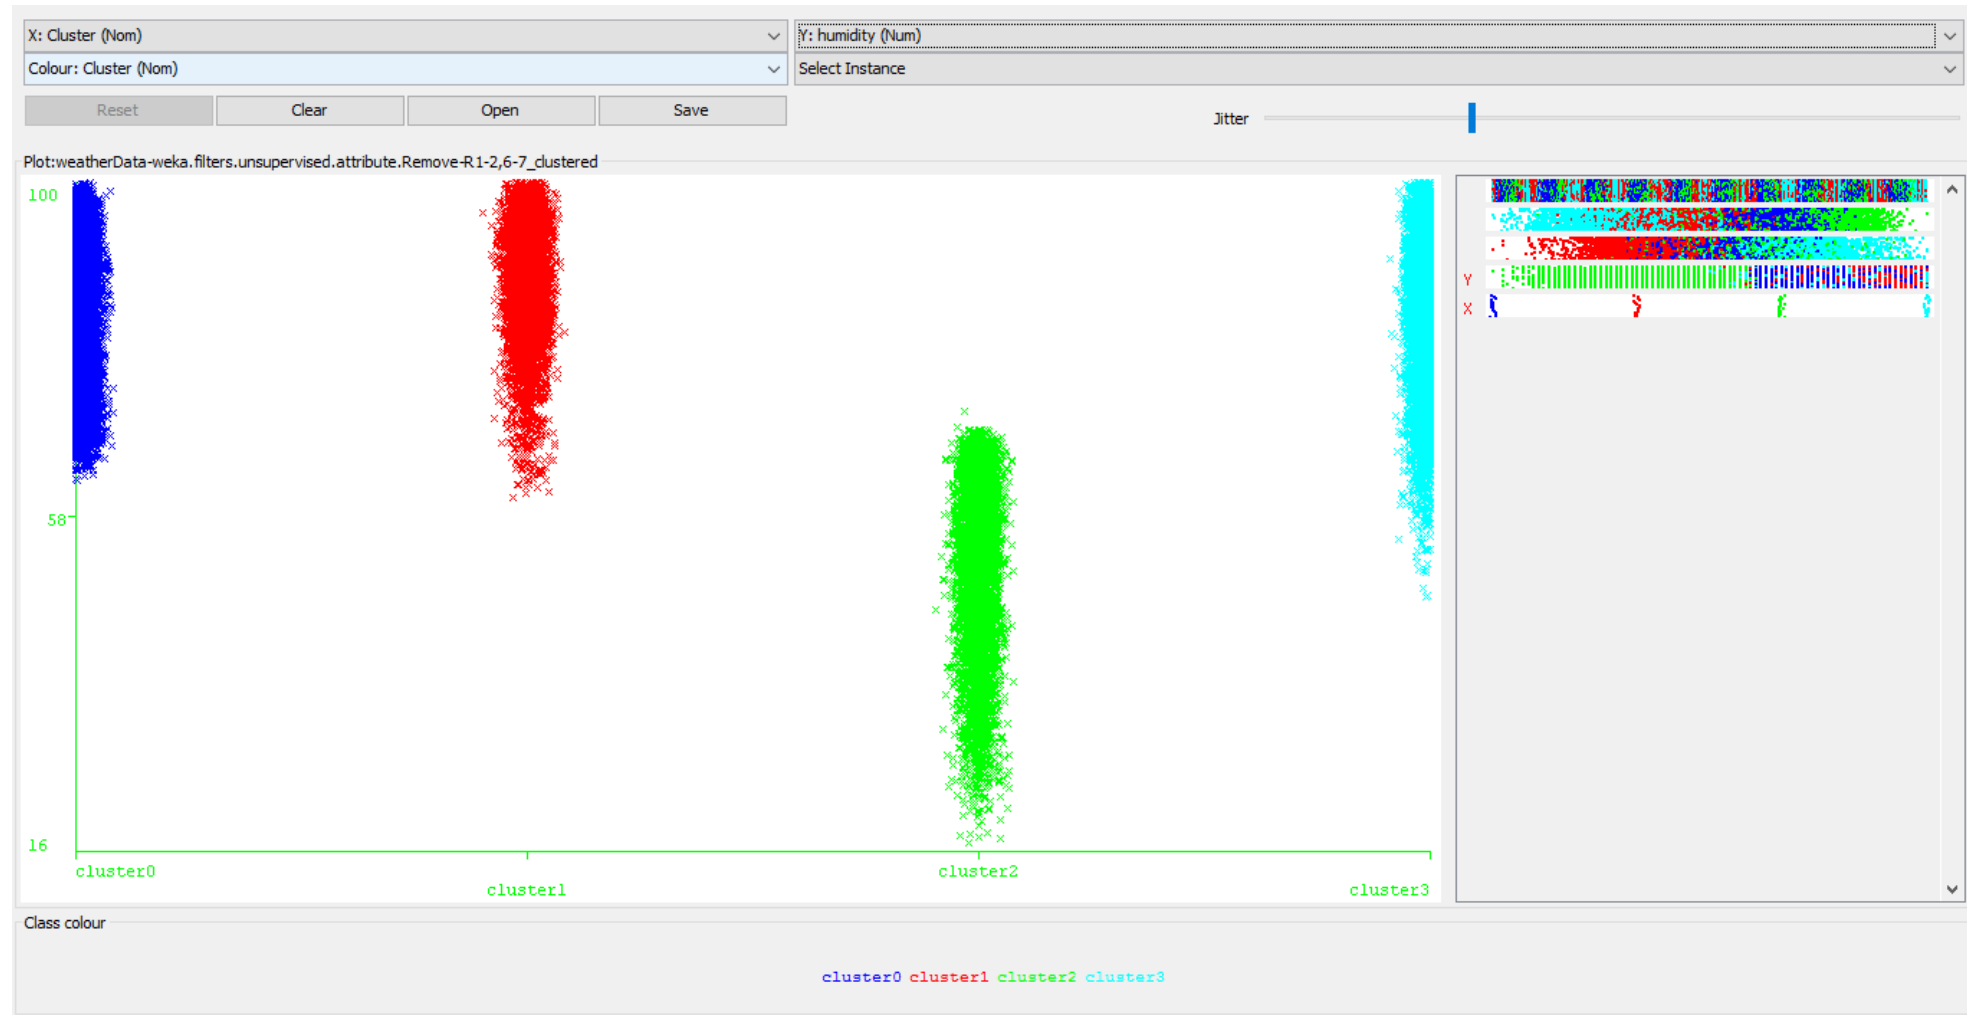 X: Cluster (Nom) Y: humidity (Num)
Colour: Cluster (Nom) Select Instance
Reset Clear Open Save Jitter
Plot:weatherData-weka.filters.unsupervised.attribute.Remove-R1-2,6-7_clustered
100
58
16
cluster0 cluster2
cluster1 cluster3
Y
X
Class colour
cluster0 cluster1 cluster2 cluster3